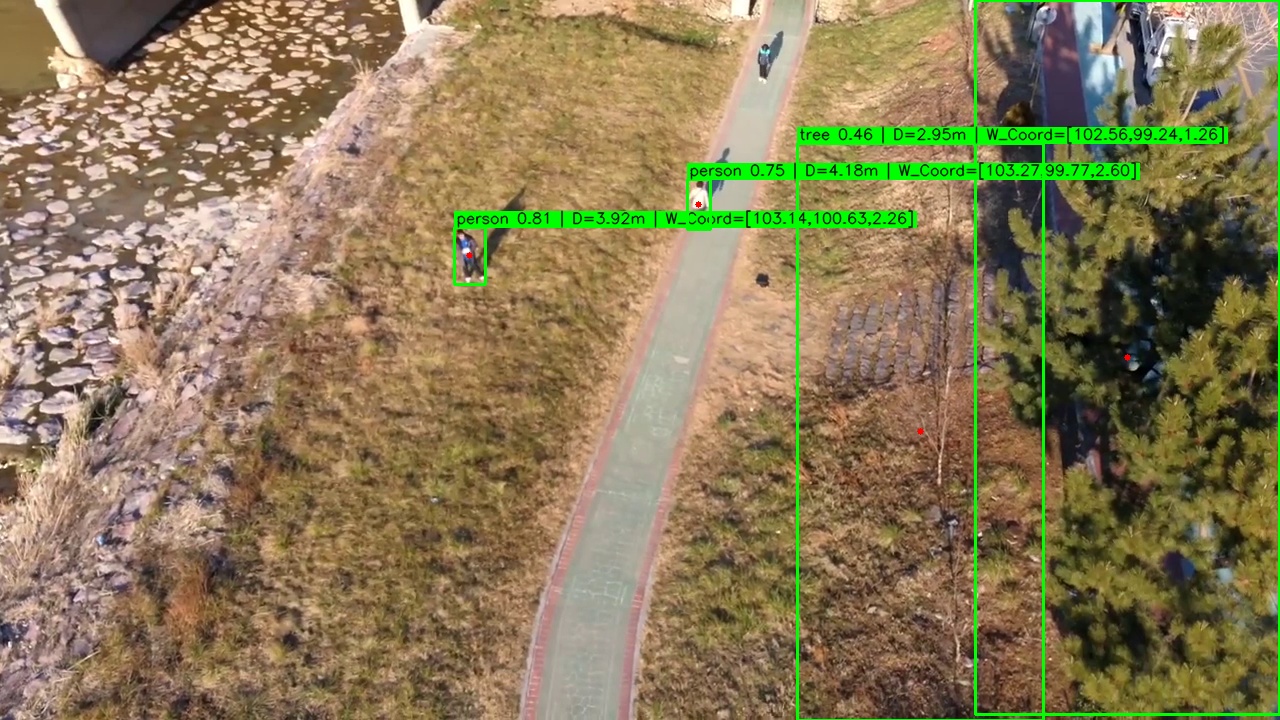 tree 0.46 | D=2.95m | W_Coord=[102.56,99.24,1.26]
person 0.75 | D=4.18m | W_Coord=[103.27,99.77,2.60]
person 0.81 | D=3.92m | W_Coord=[103.14,100.63,2.26]